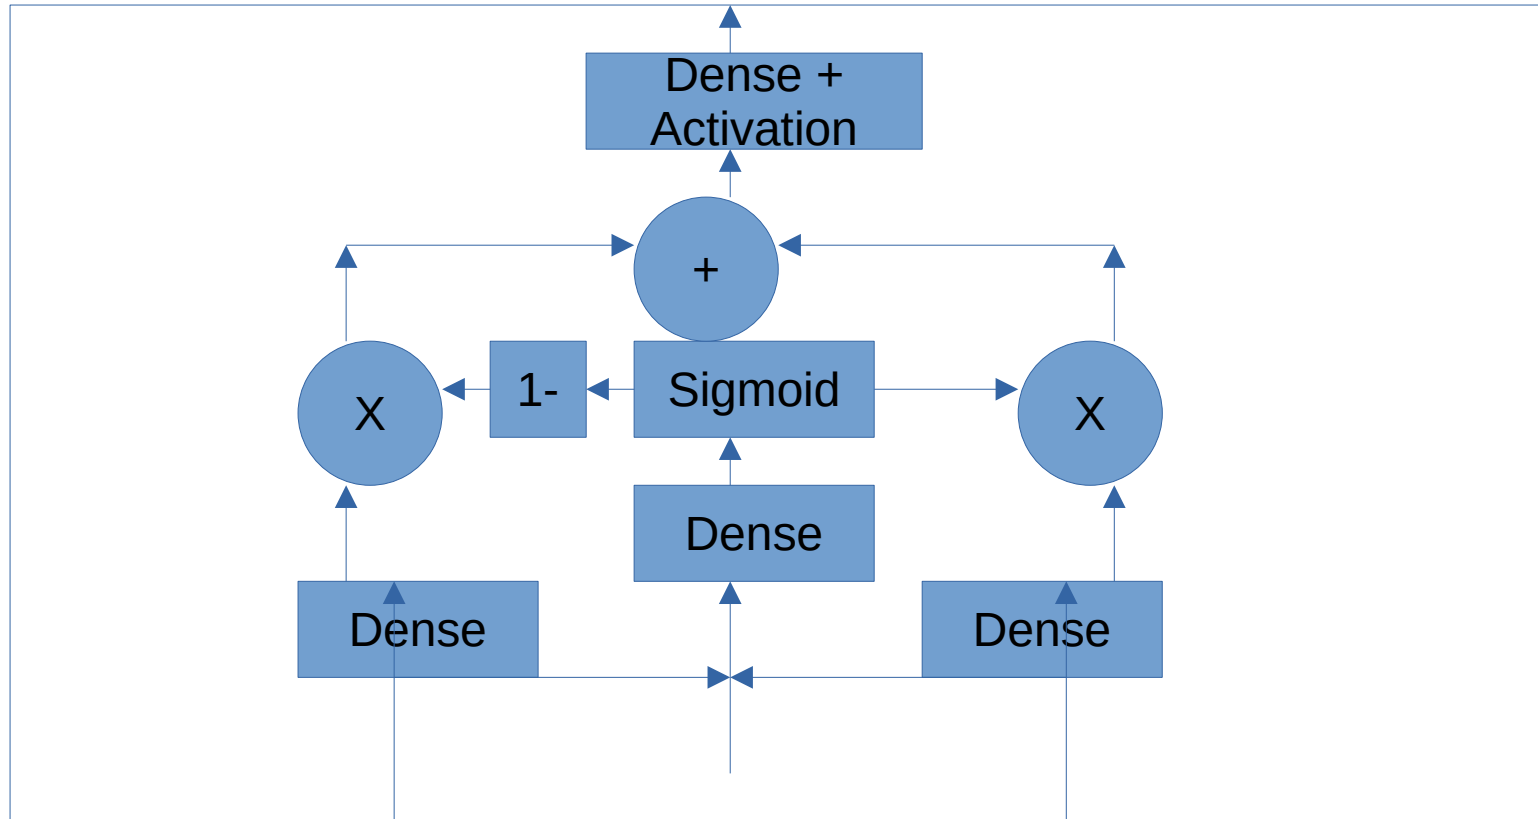 Dense +
Activation
+
X
1-
Sigmoid
X
Dense
Dense
Dense